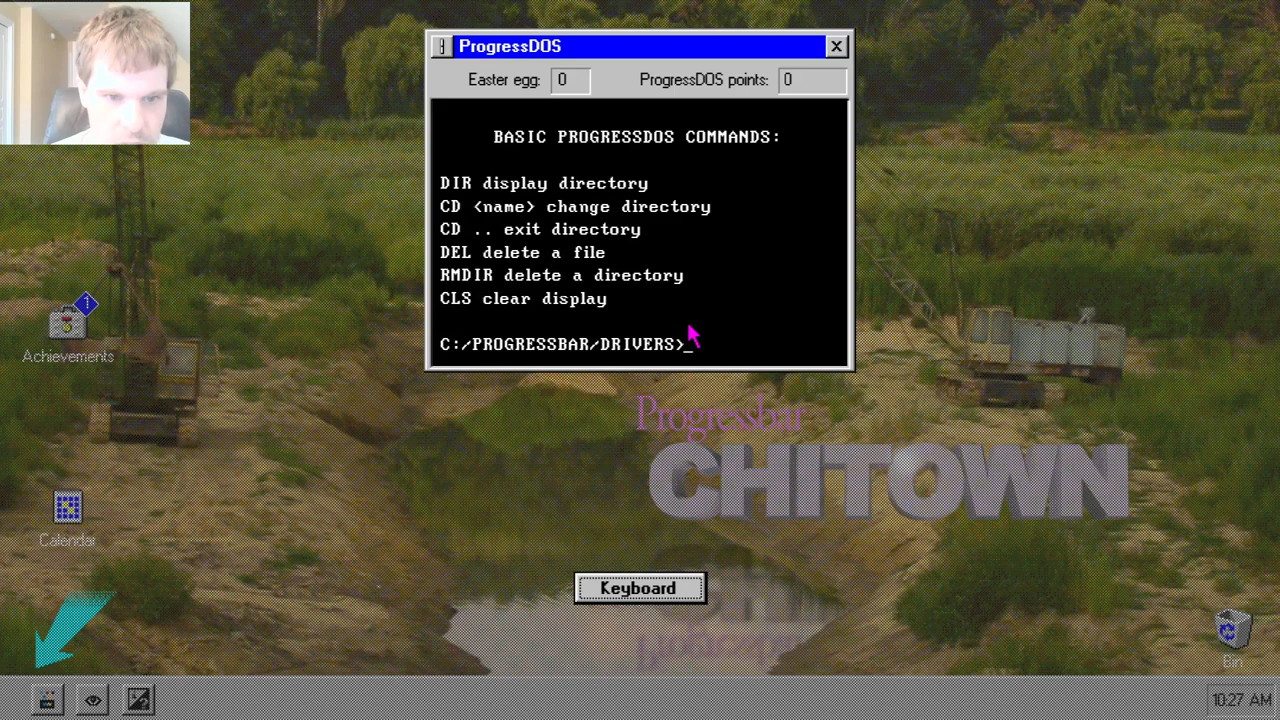 ProgressDOS
Easter egg: 0 ProgressDOS points: 0
BASIC PROGRESSDOS COMMANDS:
DIR display directory
CD <name> change directory
CD .. exit directory
DEL delete a file
RMDIR delete a directory
CLS clear display
C:/PROGRESSBAR/DRIVERS>_
1
Achievements
Progressbar
CHITOWN
Calendar
Keyboard
Bin
10:27 AM